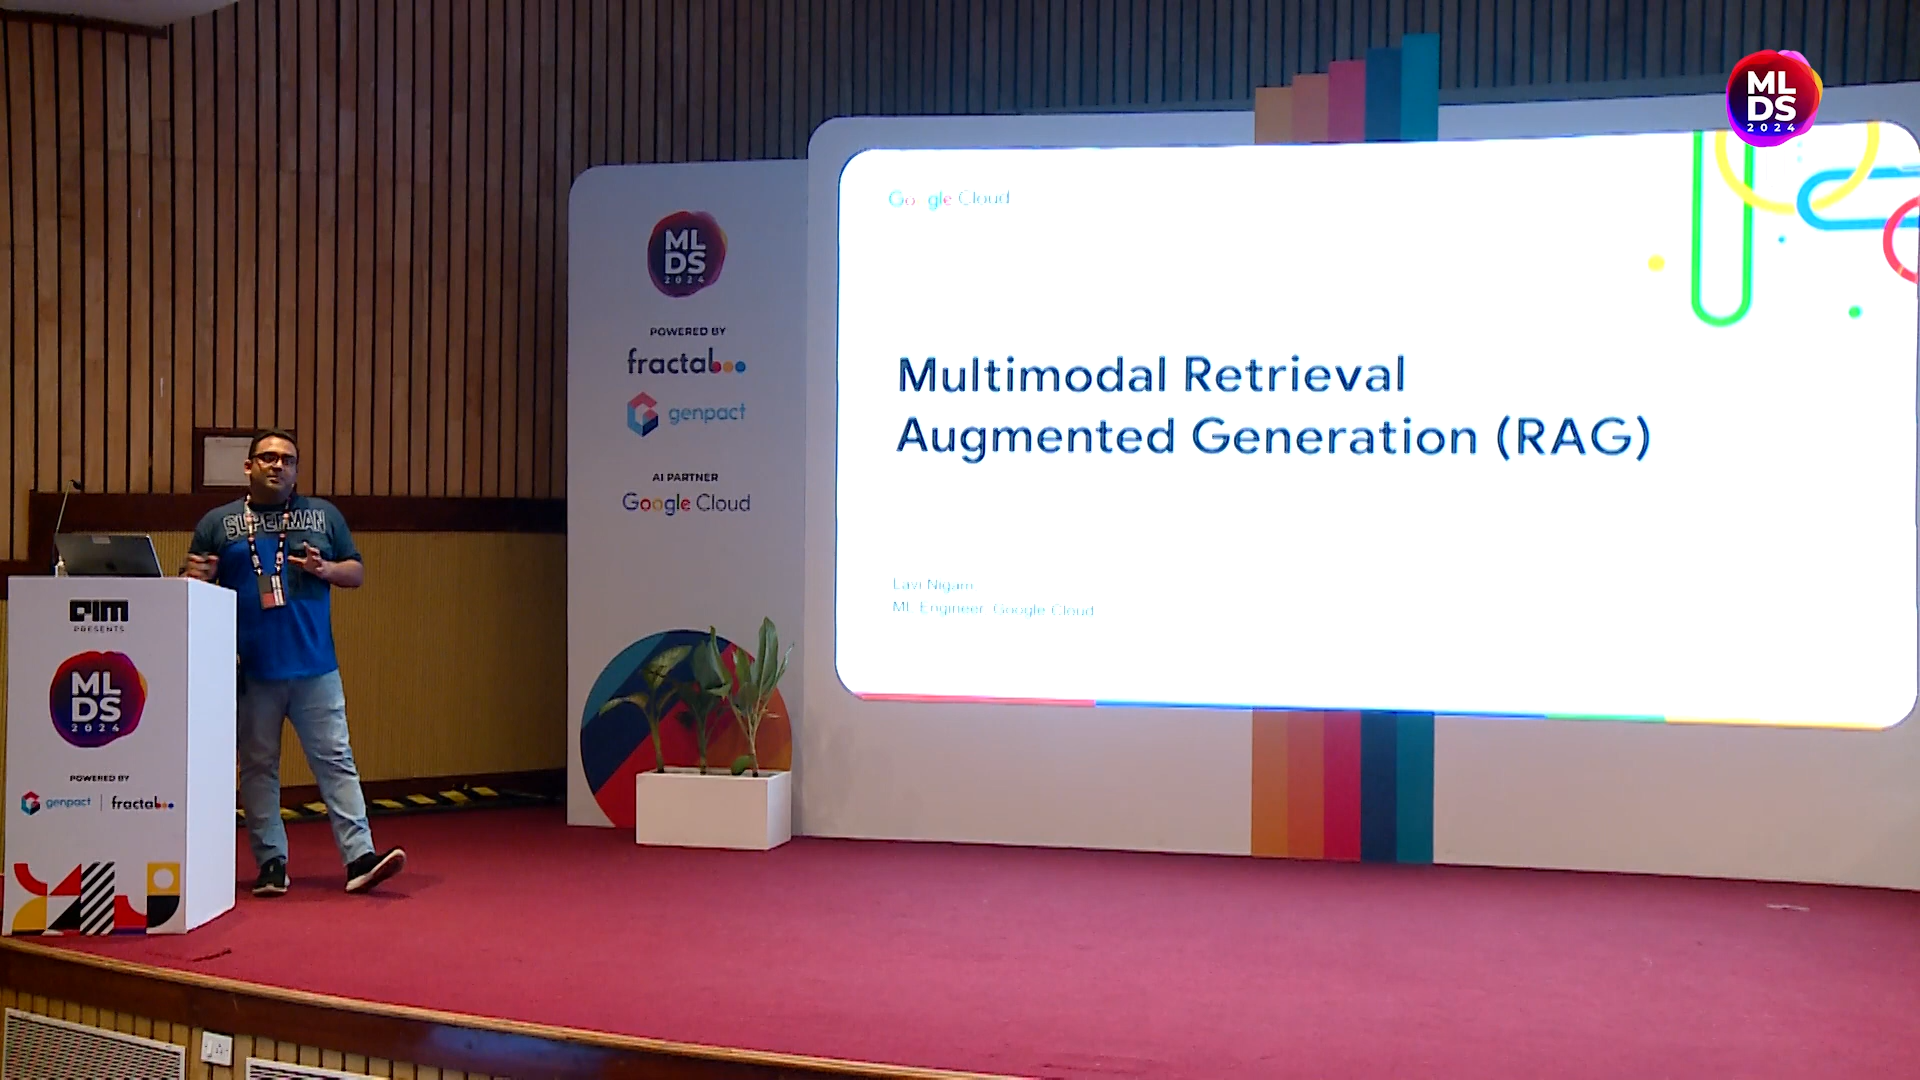 ML
DS
2024
Google Cloud
Multimodal Retrieval
Augmented Generation (RAG)
Lavi Nigam
ML Engineer, Google Cloud
ML
DS
2024
POWERED BY
fractal
genpact
AI PARTNER
Google Cloud
SUPERMAN
AIM
PRESENTS
ML
DS
2024
POWERED BY
genpact | fractal